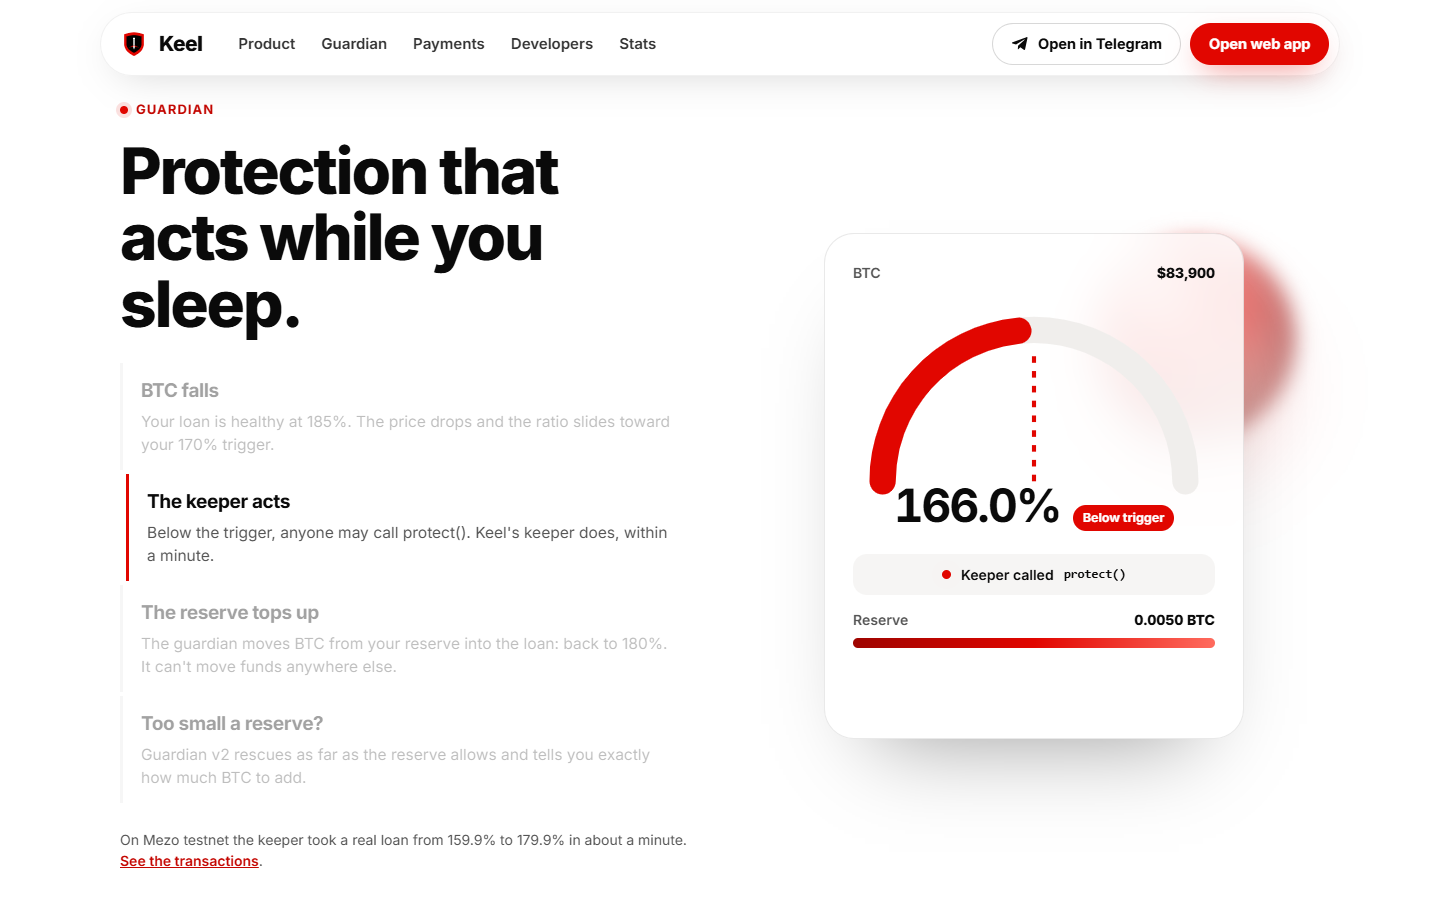 Keel
Product
Guardian
Payments
Developers
Stats
Open in Telegram
Open web app
GUARDIAN
Protection that
acts while you
sleep.
BTC falls
Your loan is healthy at 185%. The price drops and the ratio slides toward
your 170% trigger.
The keeper acts
Below the trigger, anyone may call protect(). Keel's keeper does, within
a minute.
The reserve tops up
The guardian moves BTC from your reserve into the loan: back to 180%.
It can't move funds anywhere else.
Too small a reserve?
Guardian v2 rescues as far as the reserve allows and tells you exactly
how much BTC to add.
On Mezo testnet the keeper took a real loan from 159.9% to 179.9% in about a minute.
See the transactions.
BTC
$83,900
166.0%
Below trigger
Keeper called protect()
Reserve
0.0050 BTC